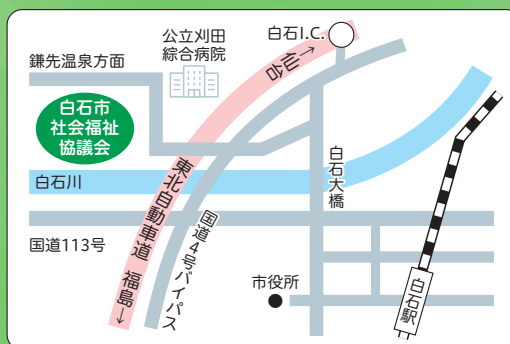 公立刈田
綜合病院
白石I.C.
仙台→
鎌先温泉方面
白石市
社会福祉
協議会
白石川
白石大橋
東北自動車道 福島→
国道4号バイパス
国道113号
市役所
白石駅